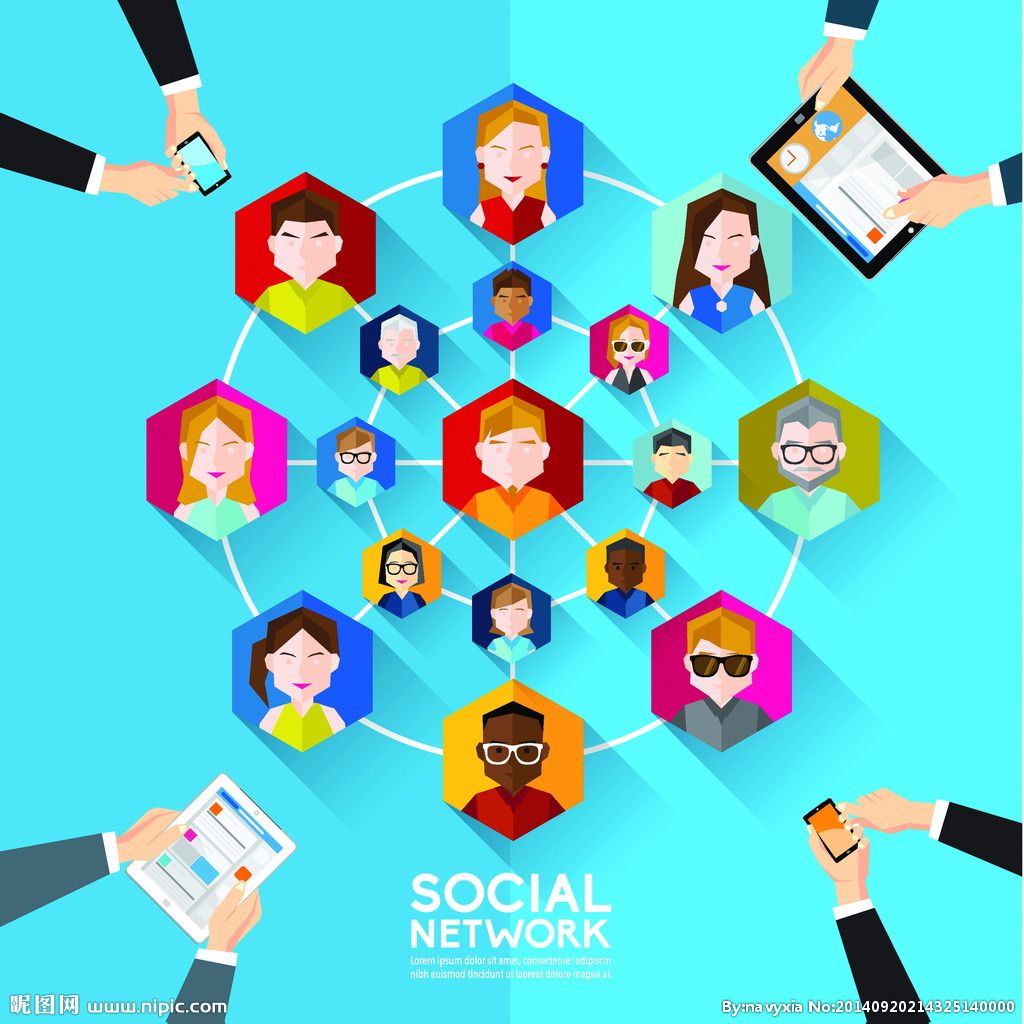 SOCIAL
NETWORK
Lorem ipsum dolor sit amet, consectetuer adipiscin
nibh euismod tincidunt ut laoreet dolore magna al.
昵图网 www.nipic.com
By:navyxia No:20140920214325140000